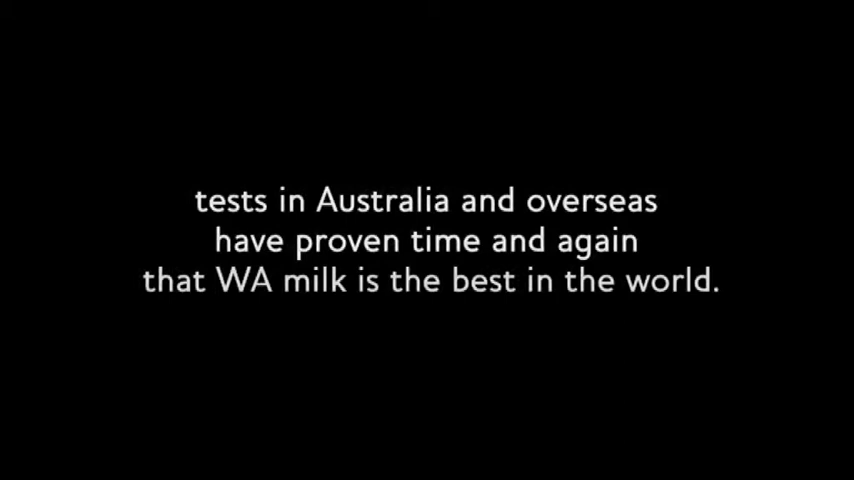 tests in Australia and overseas
have proven time and again
that WA milk is the best in the world.